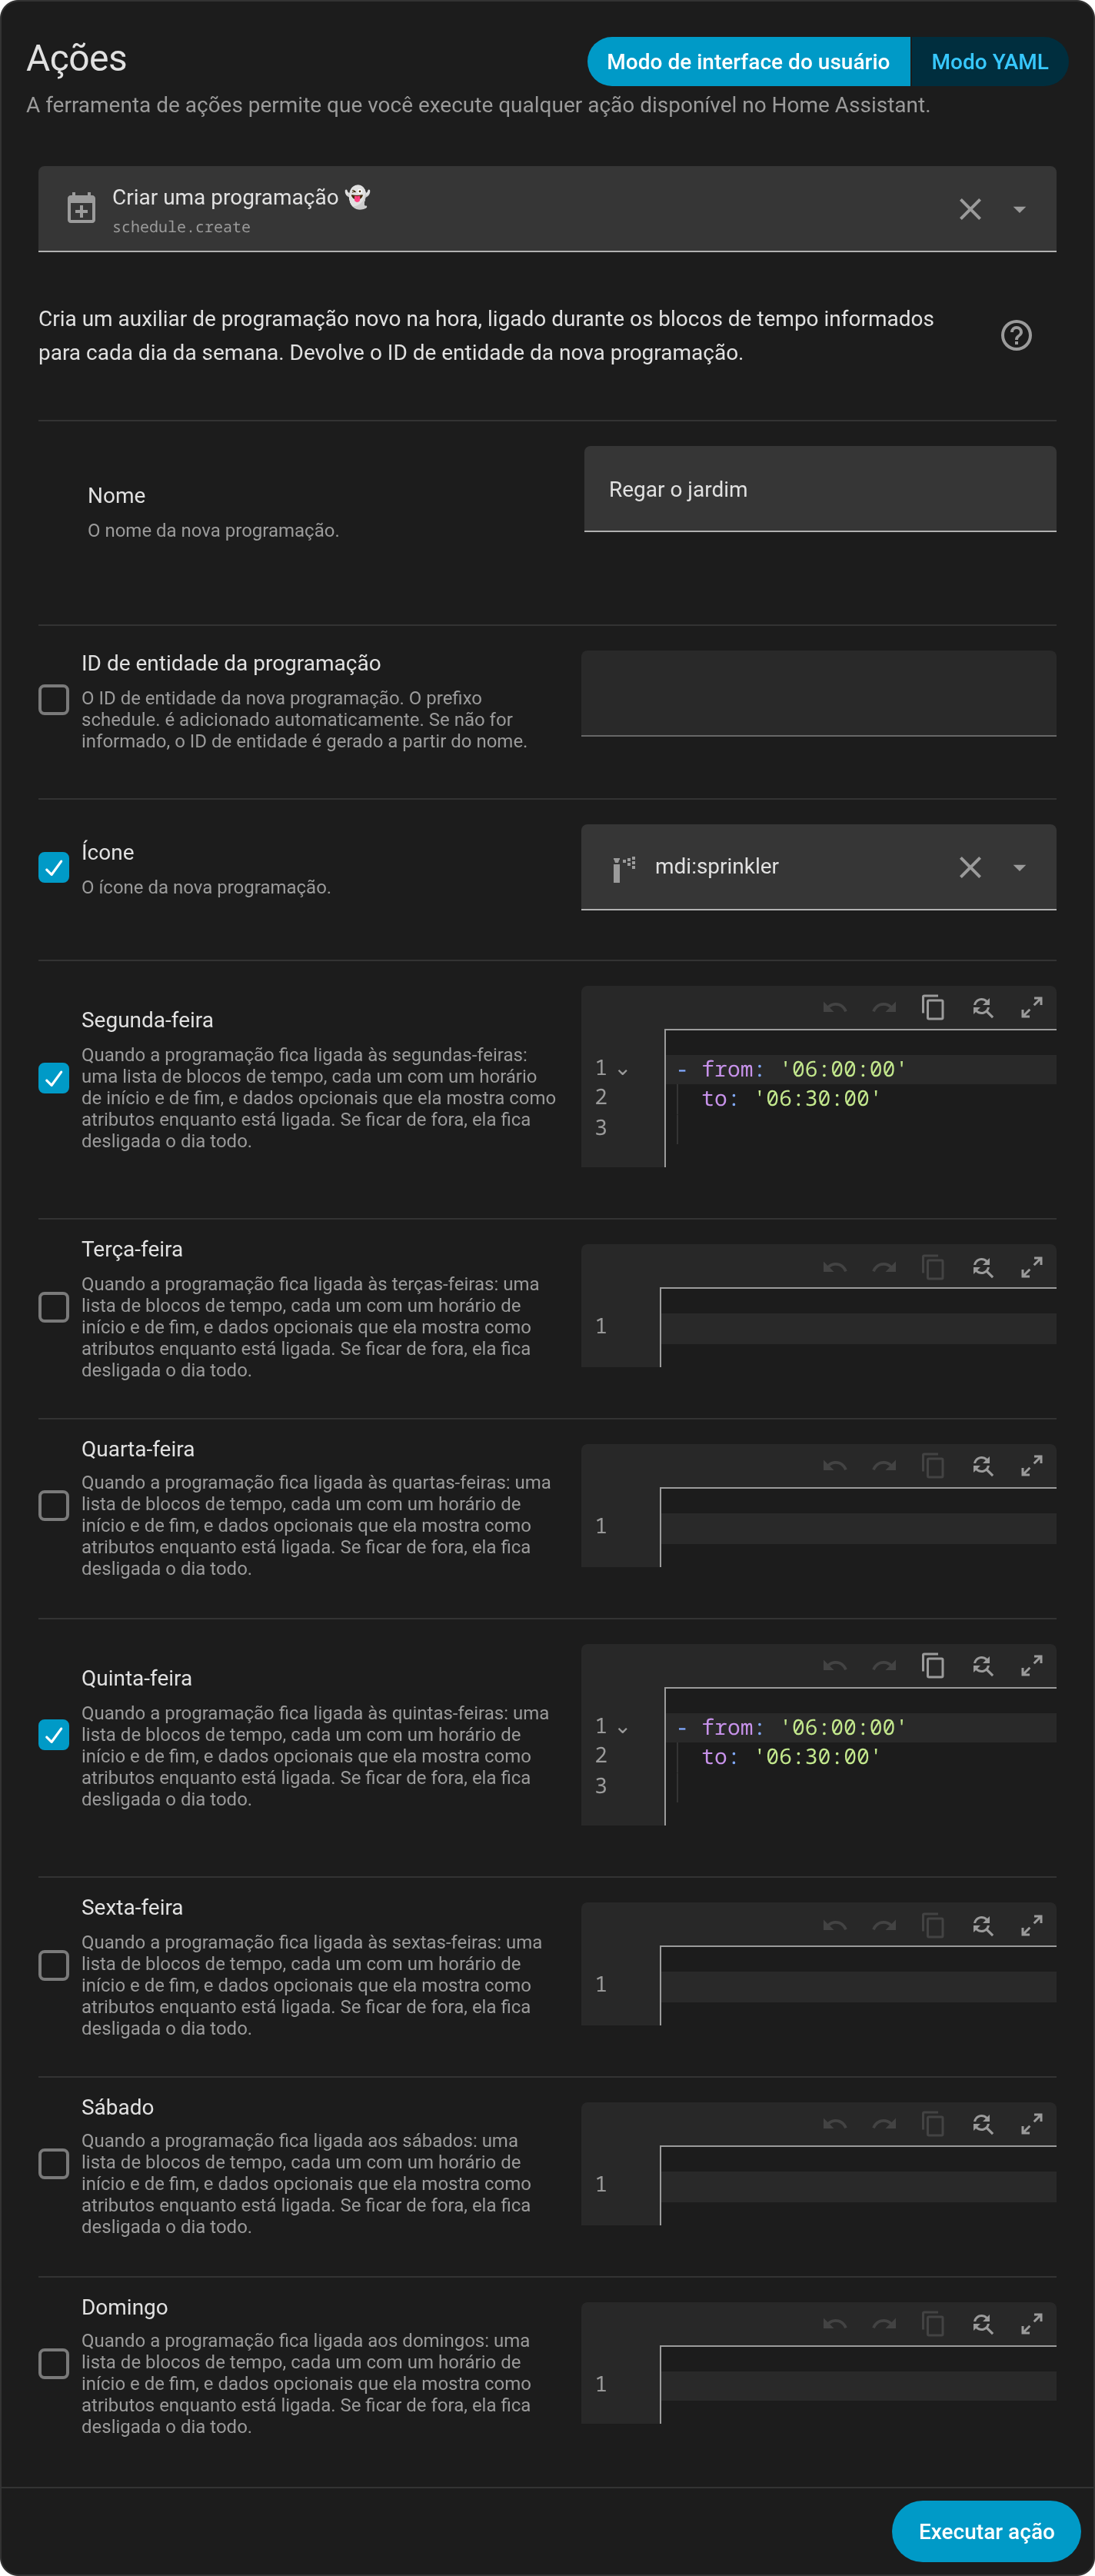 Ações
Modo de interface do usuário
Modo YAML
A ferramenta de ações permite que você execute qualquer ação disponível no Home Assistant.
Criar uma programação 👻
schedule.create
Cria um auxiliar de programação novo na hora, ligado durante os blocos de tempo informados
para cada dia da semana. Devolve o ID de entidade da nova programação.
Nome
O nome da nova programação.
Regar o jardim
ID de entidade da programação
O ID de entidade da nova programação. O prefixo
schedule. é adicionado automaticamente. Se não for
informado, o ID de entidade é gerado a partir do nome.
Ícone
O ícone da nova programação.
mdi:sprinkler
Segunda-feira
Quando a programação fica ligada às segundas-feiras:
uma lista de blocos de tempo, cada um com um horário
de início e de fim, e dados opcionais que ela mostra como
atributos enquanto está ligada. Se ficar de fora, ela fica
desligada o dia todo.
1 - from: '06:00:00'
2 to: '06:30:00'
3
Terça-feira
Quando a programação fica ligada às terças-feiras: uma
lista de blocos de tempo, cada um com um horário de
início e de fim, e dados opcionais que ela mostra como
atributos enquanto está ligada. Se ficar de fora, ela fica
desligada o dia todo.
1
Quarta-feira
Quando a programação fica ligada às quartas-feiras: uma
lista de blocos de tempo, cada um com um horário de
início e de fim, e dados opcionais que ela mostra como
atributos enquanto está ligada. Se ficar de fora, ela fica
desligada o dia todo.
1
Quinta-feira
Quando a programação fica ligada às quintas-feiras: uma
lista de blocos de tempo, cada um com um horário de
início e de fim, e dados opcionais que ela mostra como
atributos enquanto está ligada. Se ficar de fora, ela fica
desligada o dia todo.
1 - from: '06:00:00'
2 to: '06:30:00'
3
Sexta-feira
Quando a programação fica ligada às sextas-feiras: uma
lista de blocos de tempo, cada um com um horário de
início e de fim, e dados opcionais que ela mostra como
atributos enquanto está ligada. Se ficar de fora, ela fica
desligada o dia todo.
1
Sábado
Quando a programação fica ligada aos sábados: uma
lista de blocos de tempo, cada um com um horário de
início e de fim, e dados opcionais que ela mostra como
atributos enquanto está ligada. Se ficar de fora, ela fica
desligada o dia todo.
1
Domingo
Quando a programação fica ligada aos domingos: uma
lista de blocos de tempo, cada um com um horário de
início e de fim, e dados opcionais que ela mostra como
atributos enquanto está ligada. Se ficar de fora, ela fica
desligada o dia todo.
1
Executar ação